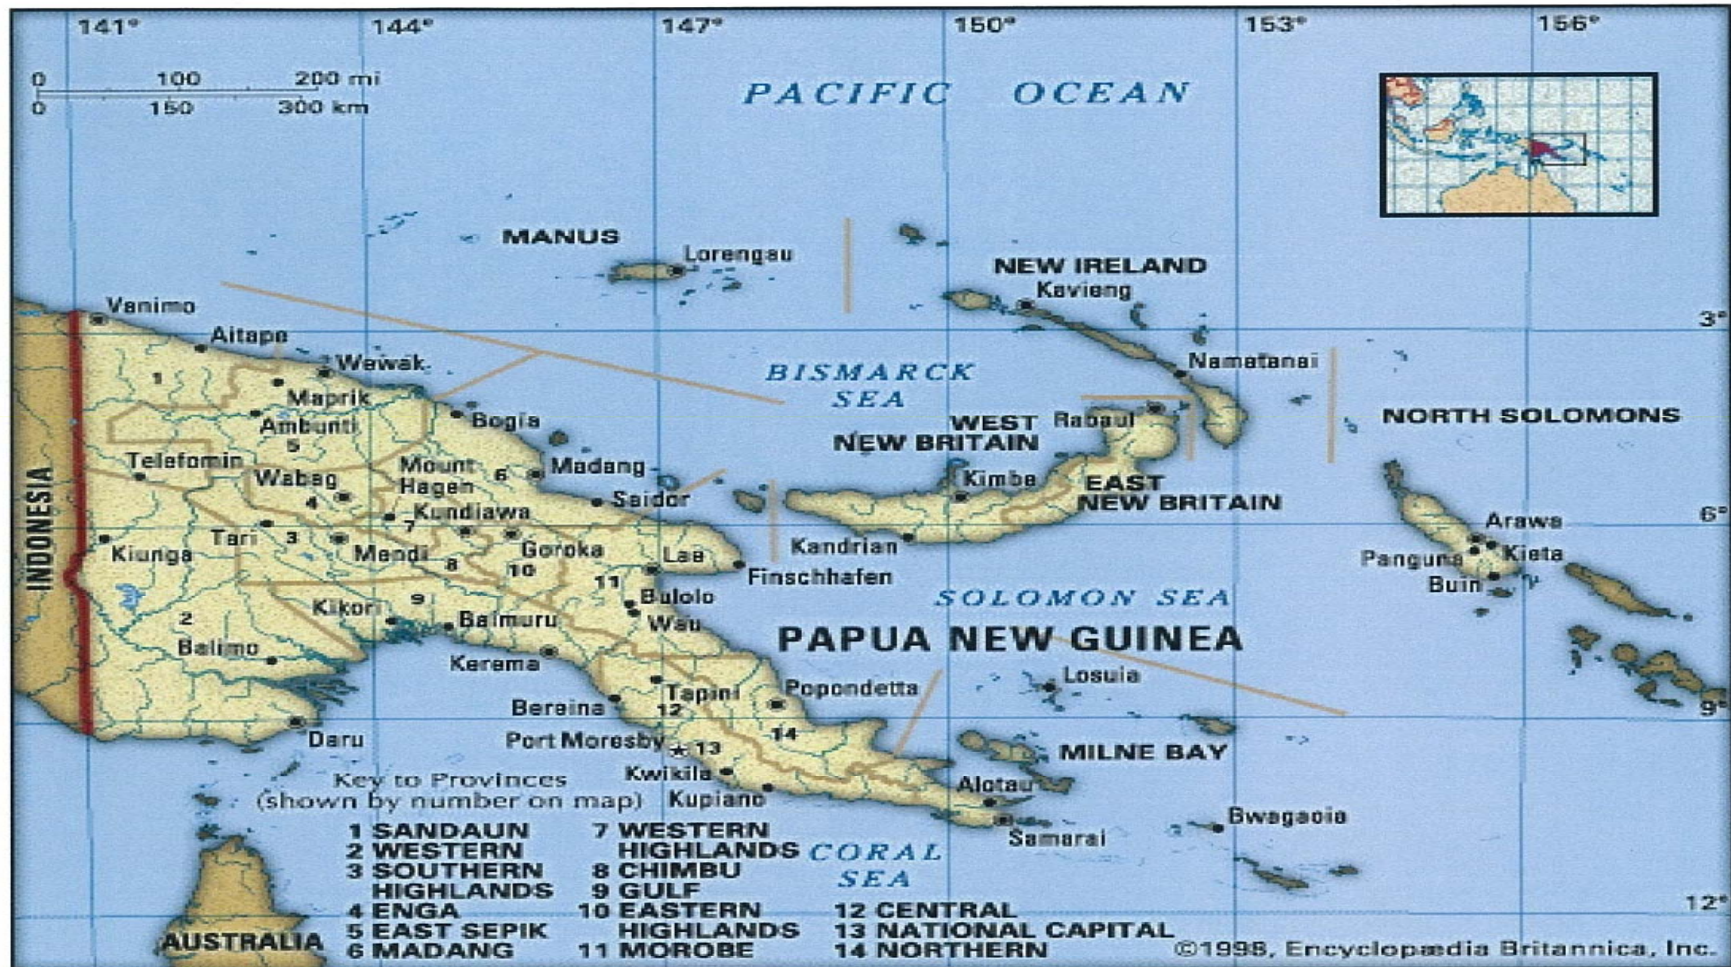 141° 144° 147° 150° 153° 156°
0 100 200 mi
0 150 300 km
PACIFIC OCEAN
MANUS
Lorengau
NEW IRELAND
Kavieng
Vanimo
3°
Aitape
Wewak
Namatanai
BISMARCK
SEA
1
Maprik
Ambunti
5
Bogia
WEST
NEW BRITAIN
Rabaul
NORTH SOLOMONS
Telefomin
Wabag
4
Mount
Hagen
6
Madang
Kimbe
EAST
NEW BRITAIN
INDONESIA
Saidor
Kundiawa
7
6°
Arawa
Tari
3
Mendi
8
Goroka
10
Lae
Kandrian
Panguna
Kieta
Kiunga
11
Finschhafen
Buin
Kikori
9
Bulolo
SOLOMON SEA
2
Baimuru
Wau
PAPUA NEW GUINEA
Balimo
Kerema
Losuia
Tapini
Popondetta
Bereina
12
9°
Daru
Port Moresby
13
14
MILNE BAY
Kwikila
Kupiano
Alotau
Bwagaoia
Samarai
CORAL
SEA
12°
AUSTRALIA
Key to Provinces
(shown by number on map)
1 SANDAUN
2 WESTERN
3 SOUTHERN
HIGHLANDS
4 ENGA
5 EAST SEPIK
6 MADANG
7 WESTERN
HIGHLANDS
8 CHIMBU
9 GULF
10 EASTERN
HIGHLANDS
11 MOROBE
12 CENTRAL
13 NATIONAL CAPITAL
14 NORTHERN
©1998, Encyclopædia Britannica, Inc.